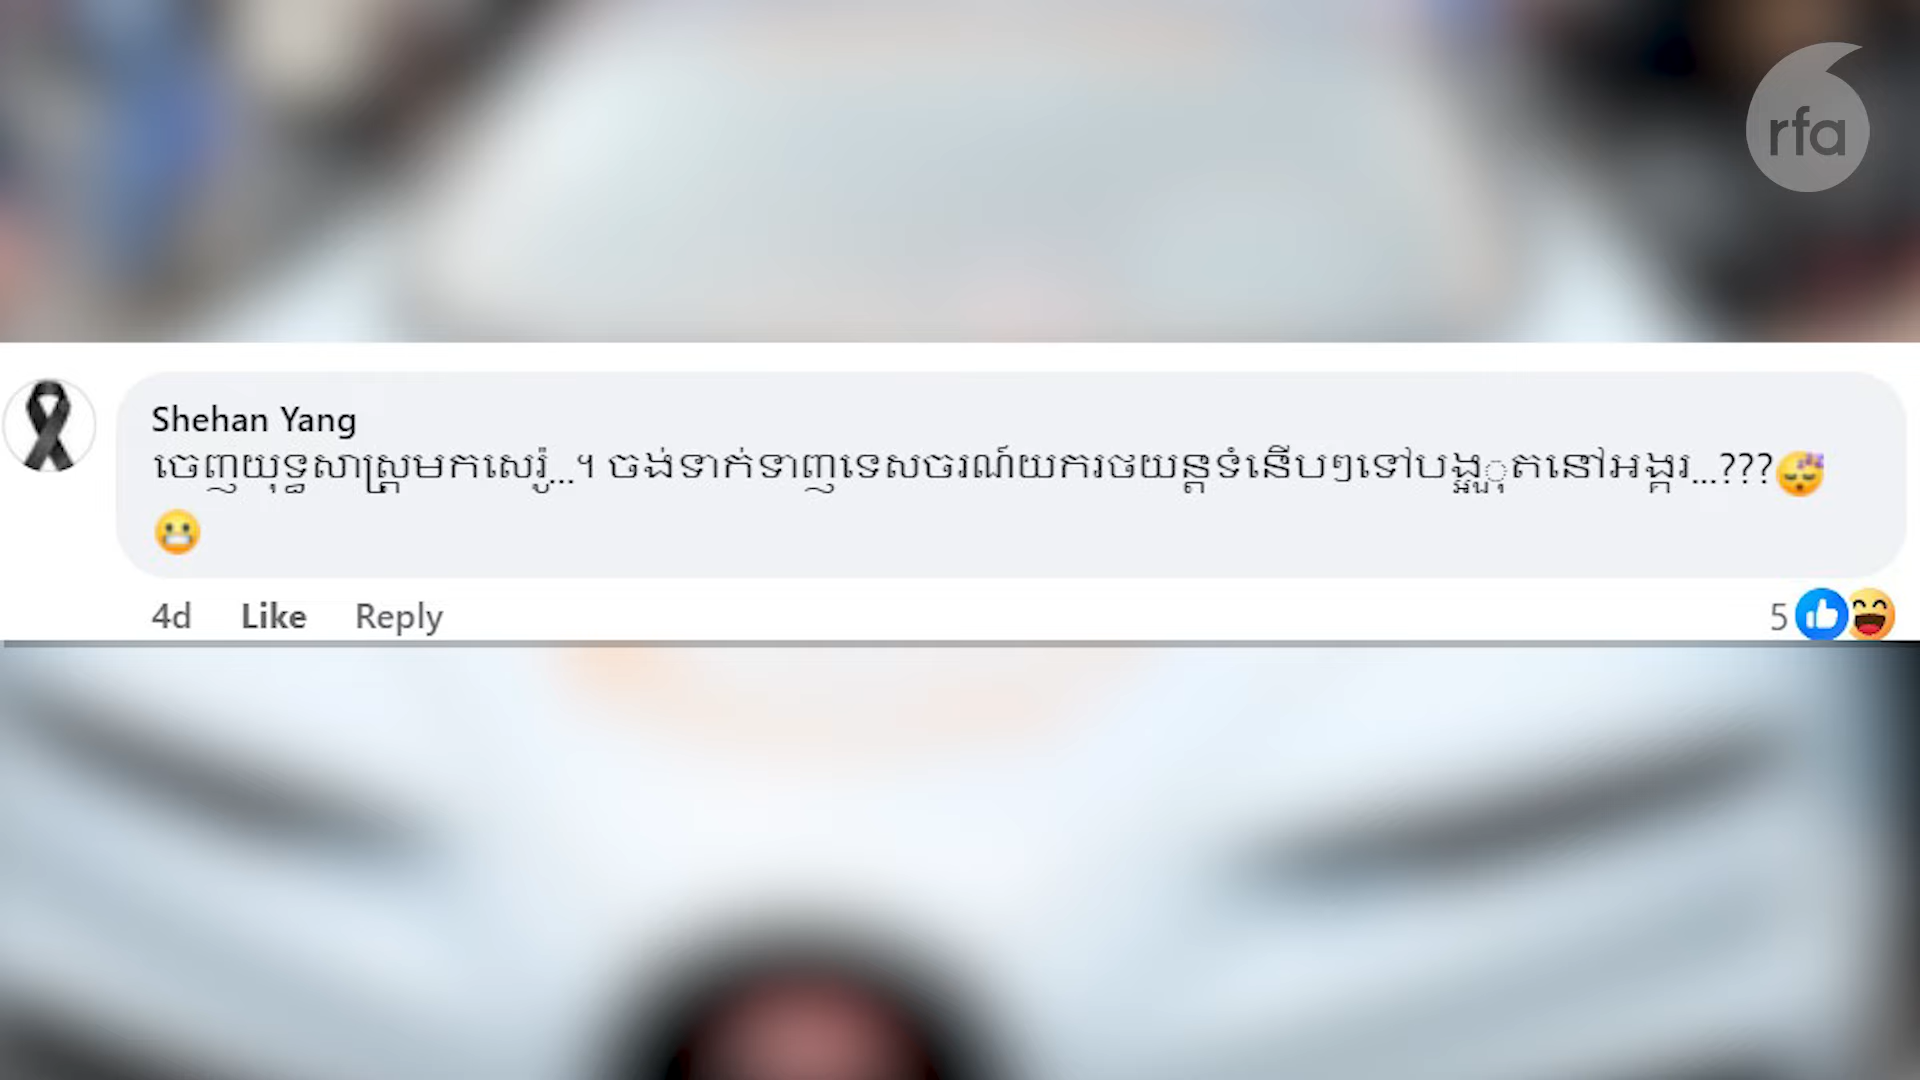 rfa
Shehan Yang
ចេញយុទ្ធសាស្ត្រមកសេរ៉ូ...។ ចង់ទាក់ទាញទេសចរណ៍យករថយន្តទំនើបៗទៅបង្អួុតនៅអង្គរ...???😴
😬
4d Like Reply 5